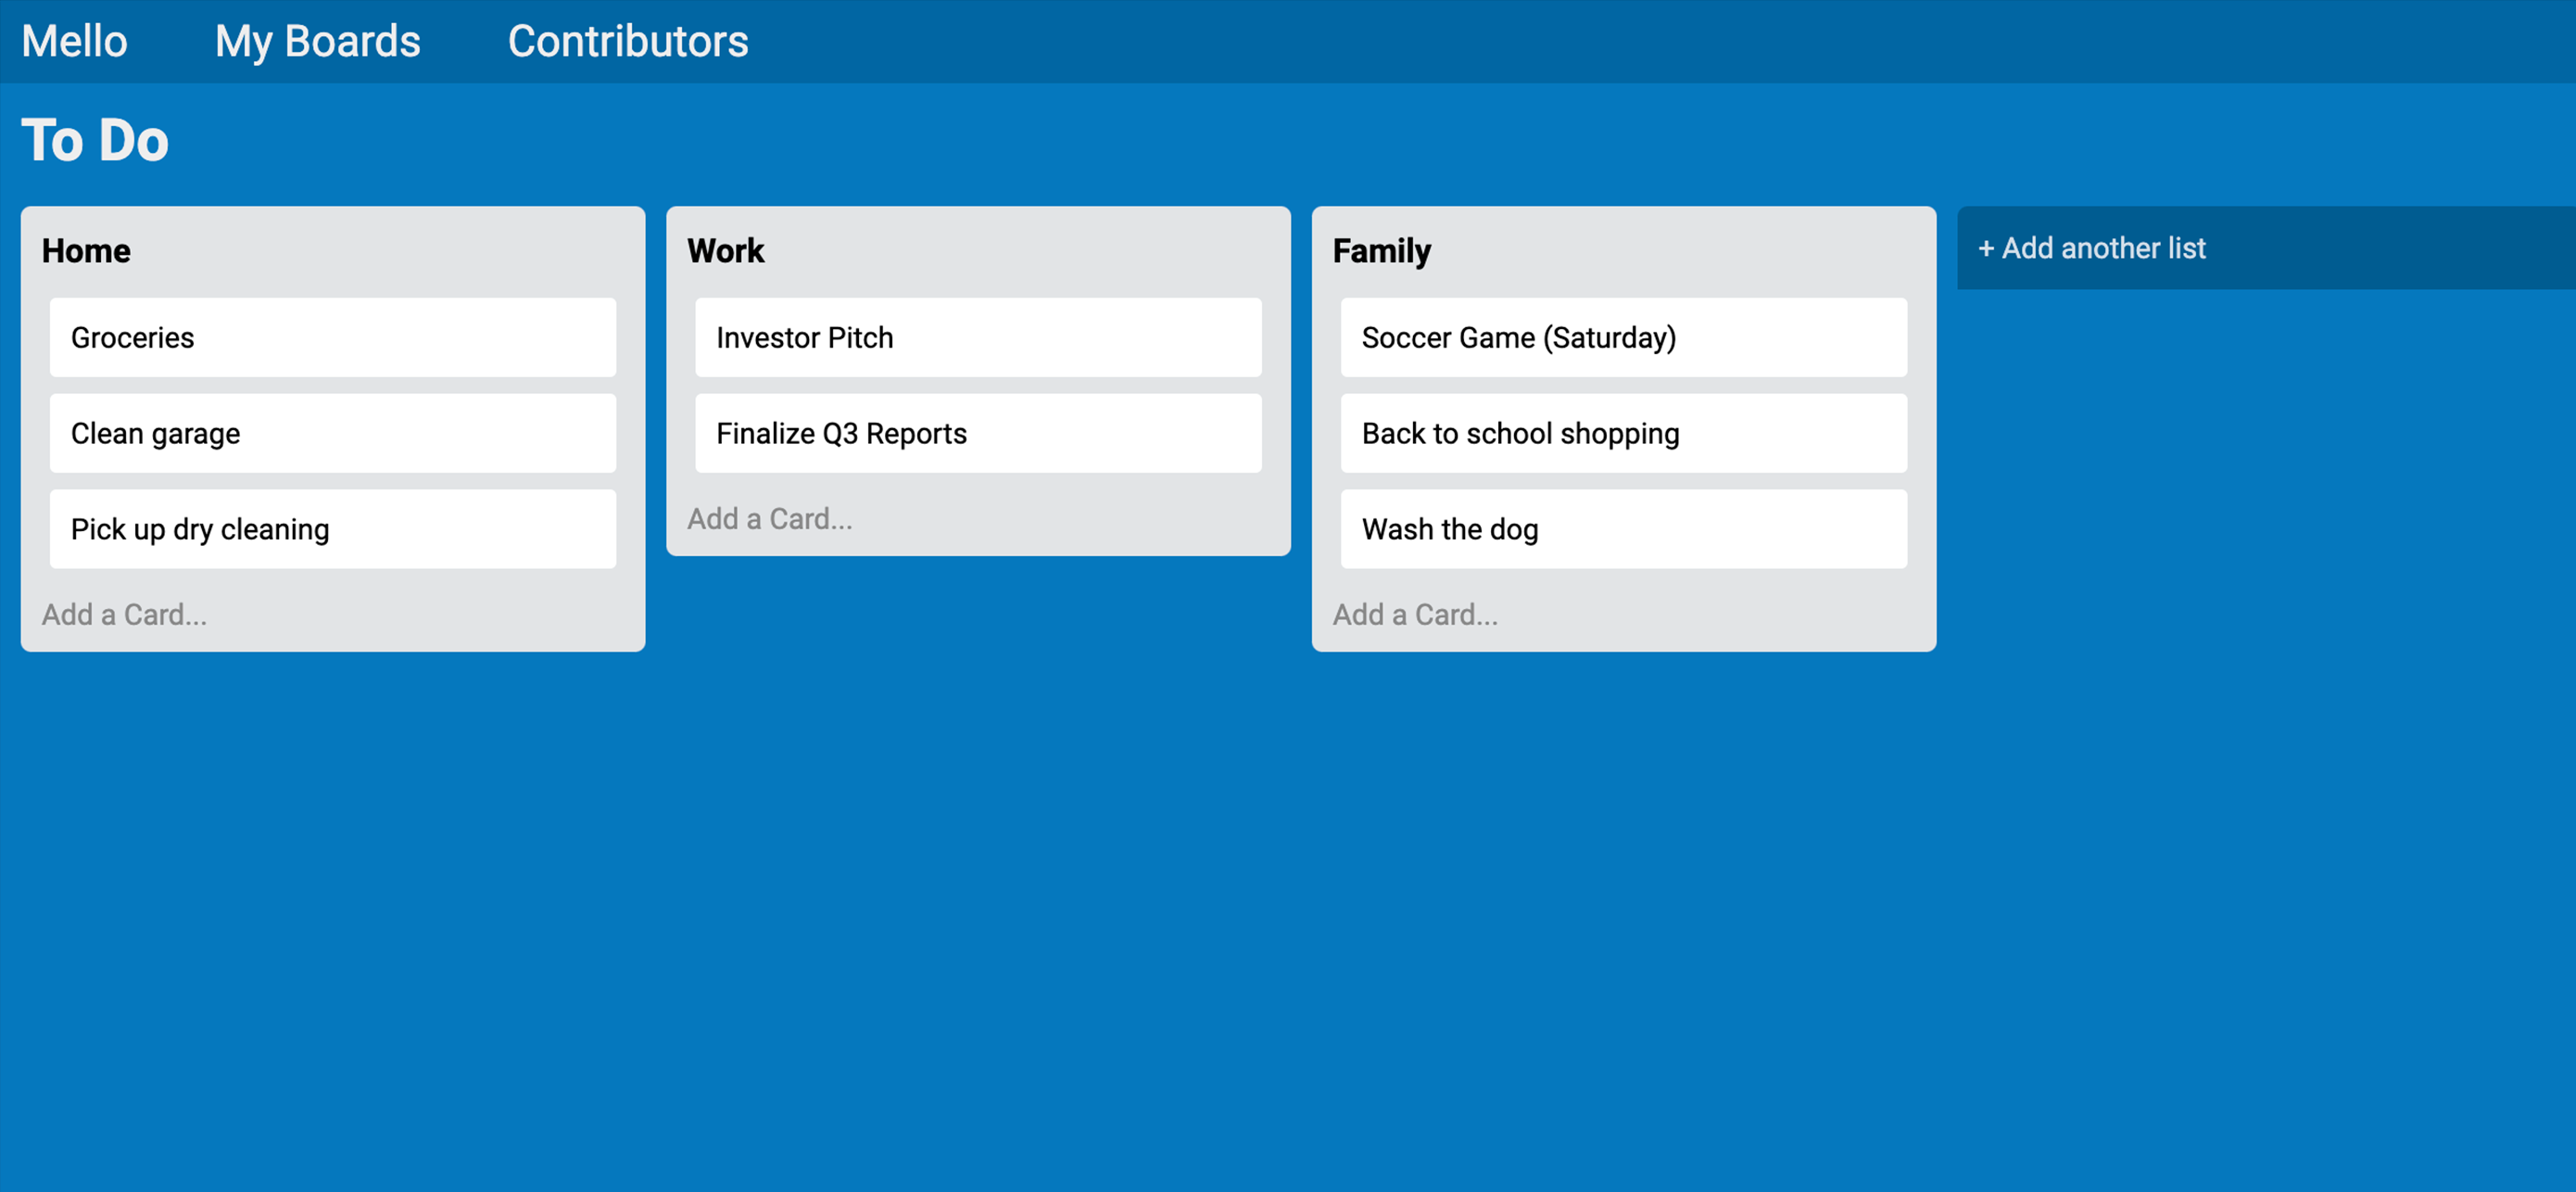 Mello My Boards Contributors
To Do
Home
Groceries
Clean garage
Pick up dry cleaning
Add a Card...
Work
Investor Pitch
Finalize Q3 Reports
Add a Card...
Family
Soccer Game (Saturday)
Back to school shopping
Wash the dog
Add a Card...
+ Add another list